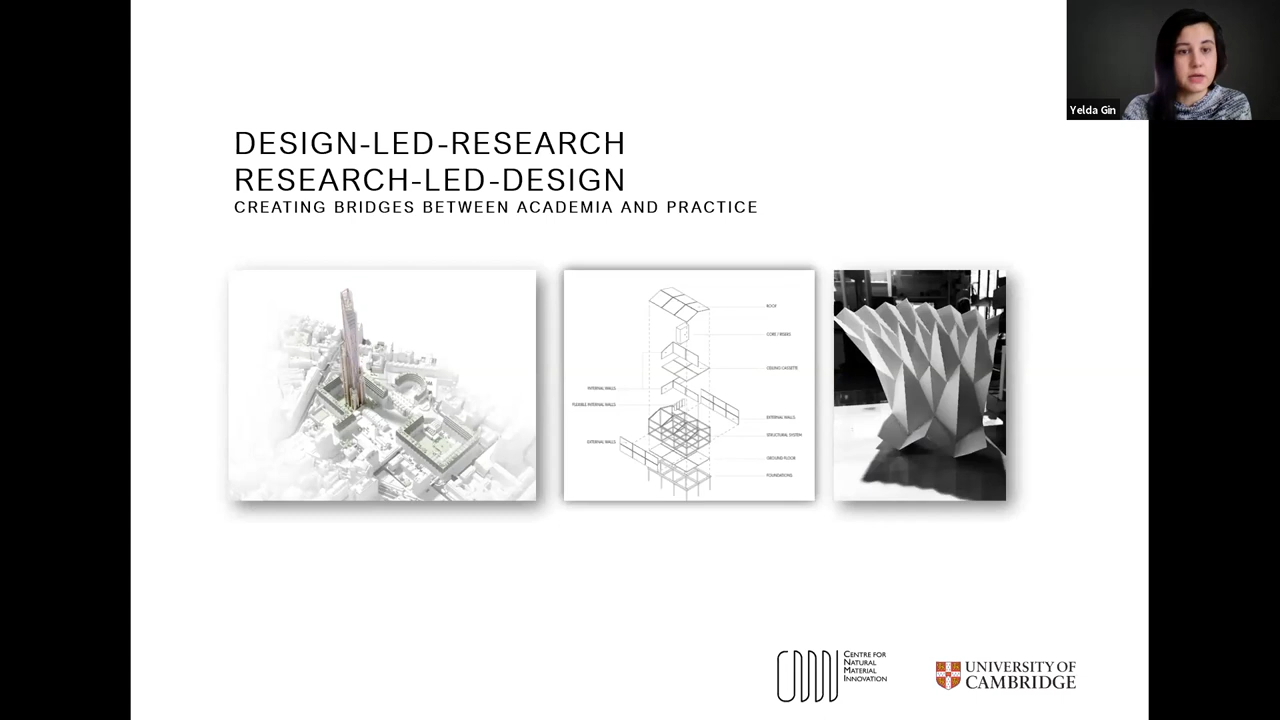 Yelda Gin
DESIGN-LED-RESEARCH
RESEARCH-LED-DESIGN
CREATING BRIDGES BETWEEN ACADEMIA AND PRACTICE
ROOF
CORE / RISERS
CEILING CASSETTE
INTERNAL WALLS
FLEXIBLE INTERNAL WALLS
EXTERNAL WALLS
STRUCTURAL SYSTEM
EXTERNAL WALLS
GROUND FLOOR
FOUNDATIONS
CENTRE FOR
NATURAL
MATERIAL
INNOVATION
UNIVERSITY OF
CAMBRIDGE